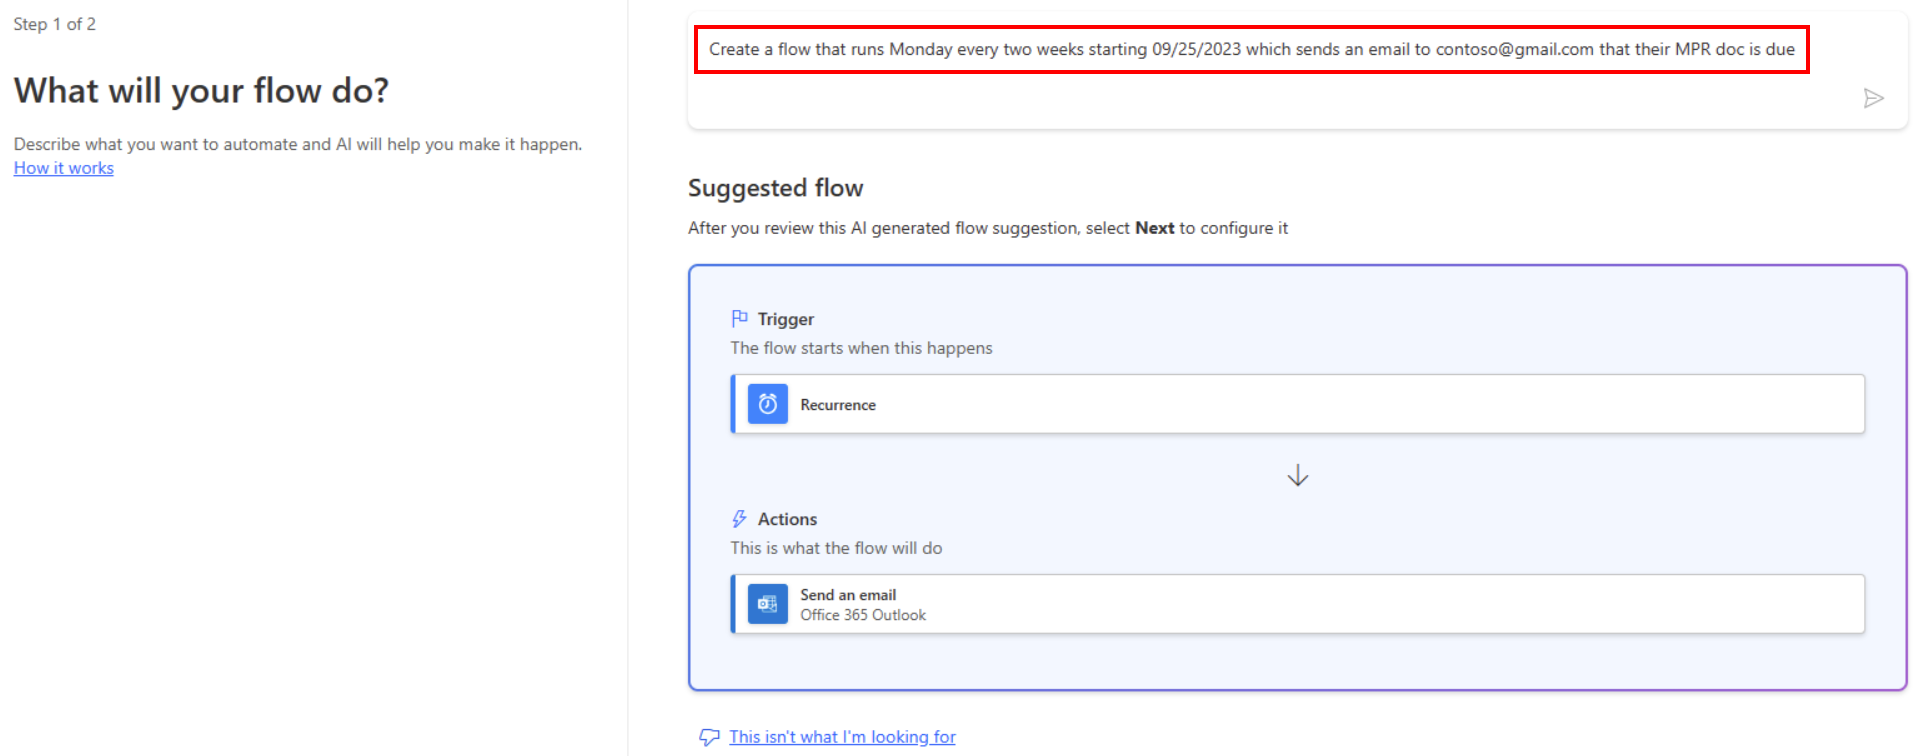 Step 1 of 2
What will your flow do?
Describe what you want to automate and AI will help you make it happen.
How it works
Create a flow that runs Monday every two weeks starting 09/25/2023 which sends an email to contoso@gmail.com that their MPR doc is due
Suggested flow
After you review this AI generated flow suggestion, select Next to configure it
Trigger
The flow starts when this happens
Recurrence
Actions
This is what the flow will do
Send an email
Office 365 Outlook
This isn't what I'm looking for